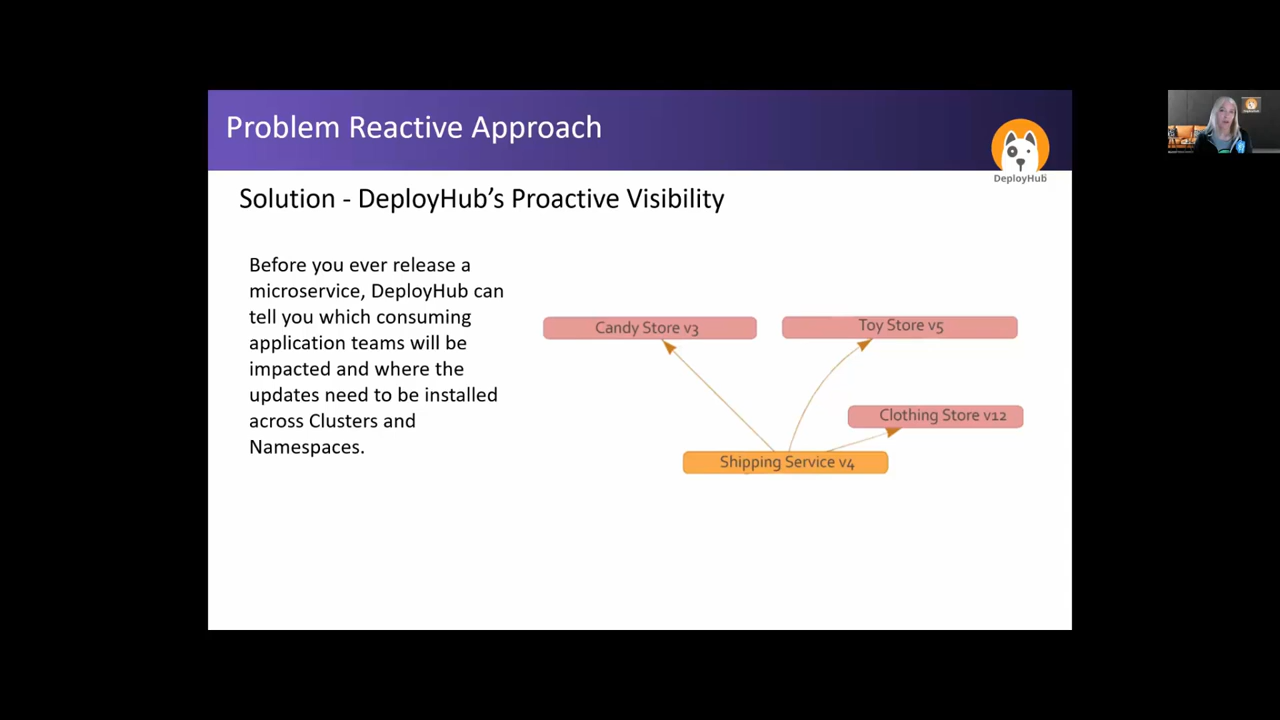 Problem Reactive Approach
DeployHub
Solution - DeployHub's Proactive Visibility
Before you ever release a
microservice, DeployHub can
tell you which consuming
application teams will be
impacted and where the
updates need to be installed
across Clusters and
Namespaces.
Candy Store v3
Toy Store v5
Clothing Store v12
Shipping Service v4